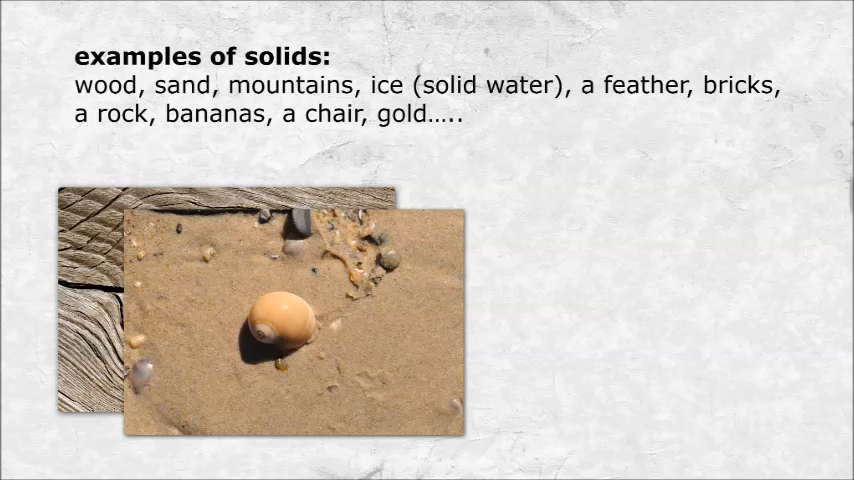 examples of solids:
wood, sand, mountains, ice (solid water), a feather, bricks,
a rock, bananas, a chair, gold.....